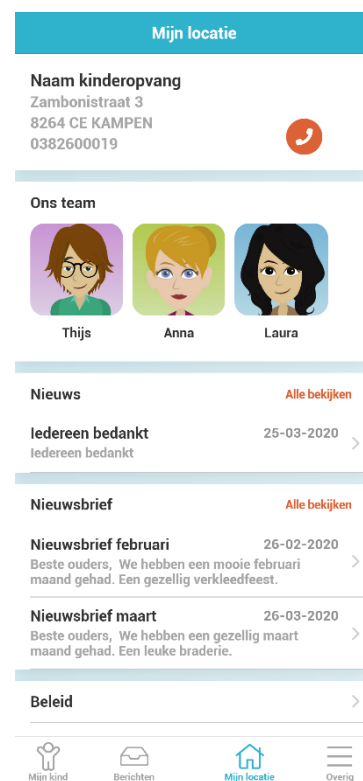 Mijn locatie
Naam kinderopvang
Zambonistraat 3
8264 CE KAMPEN
0382600019
Ons team
Thijs Anna Laura
Nieuws Alle bekijken
Iedereen bedankt 25-03-2020
Iedereen bedankt
Nieuwsbrief Alle bekijken
Nieuwsbrief februari 26-02-2020
Beste ouders, We hebben een mooie februari
maand gehad. Een gezellig verkleedfeest.
Nieuwsbrief maart 26-03-2020
Beste ouders, We hebben een gezellig maart
maand gehad. Een leuke braderie.
Beleid
Mijn kind Berichten Mijn locatie Overig